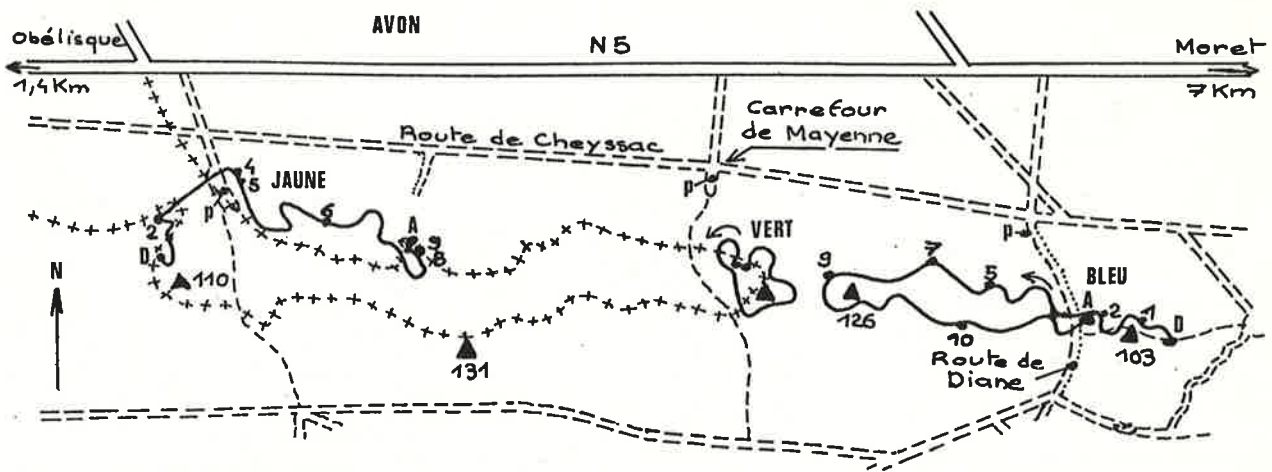 AVON
Obélisque
N5
Moret
1,4 Km
7 Km
Carrefour
de Mayenne
Route de Cheyssac
4
5
JAUNE
P
P
2
6
A
9
8
D
110
VERT
N
9
7
5
P
BLEU
A
2
1
D
126
10
103
131
Route de
Diane